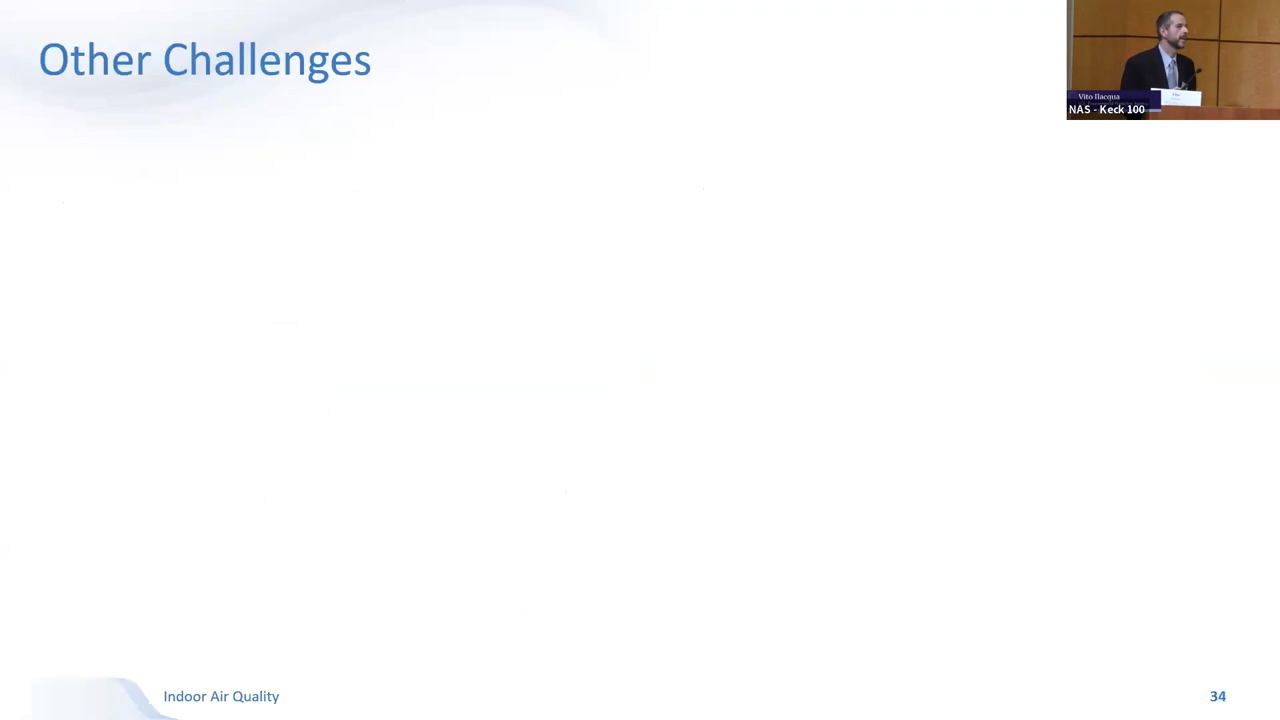 Other Challenges
Vito Ilacqua
NAS - Keck 100
Indoor Air Quality
34